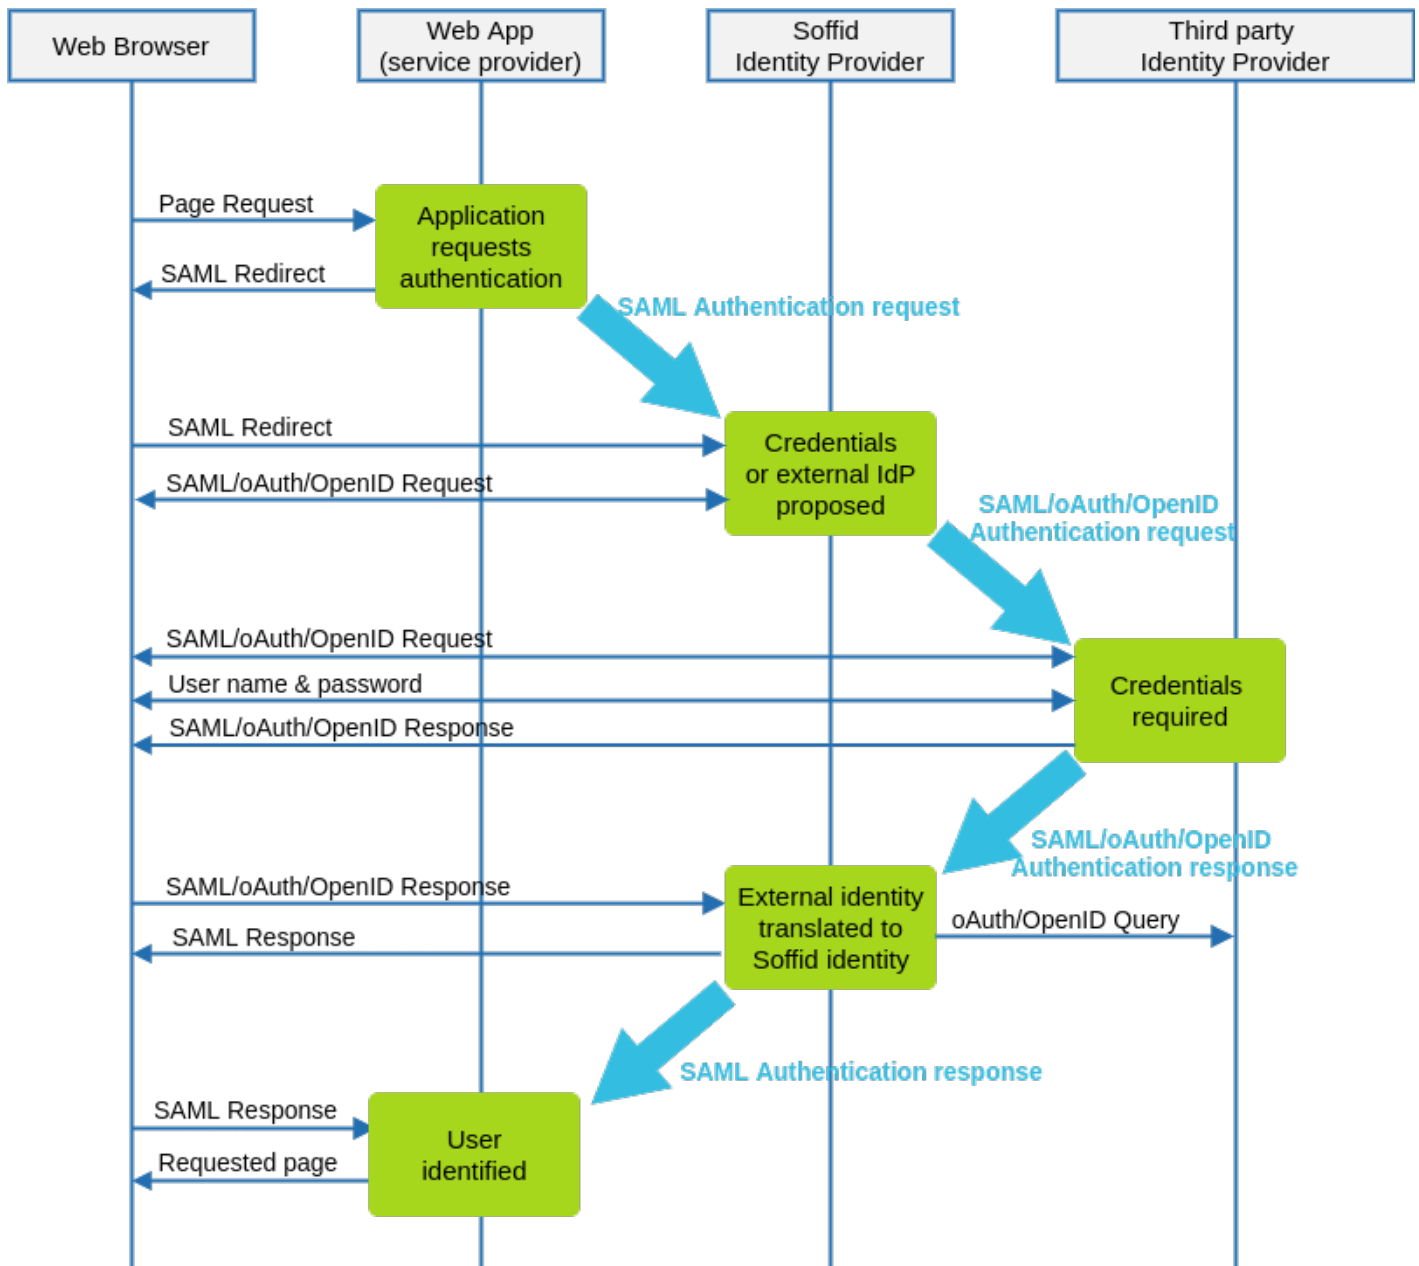 Web Browser
Web App
(service provider)
Soffid
Identity Provider
Third party
Identity Provider
Page Request
Application
requests
authentication
SAML Redirect
SAML Authentication request
SAML Redirect
Credentials
or external IdP
proposed
SAML/oAuth/OpenID Request
SAML/oAuth/OpenID
Authentication request
SAML/oAuth/OpenID Request
User name & password
Credentials
required
SAML/oAuth/OpenID Response
SAML/oAuth/OpenID
Authentication response
SAML/oAuth/OpenID Response
External identity
translated to
Soffid identity
oAuth/OpenID Query
SAML Response
SAML Authentication response
SAML Response
User
identified
Requested page